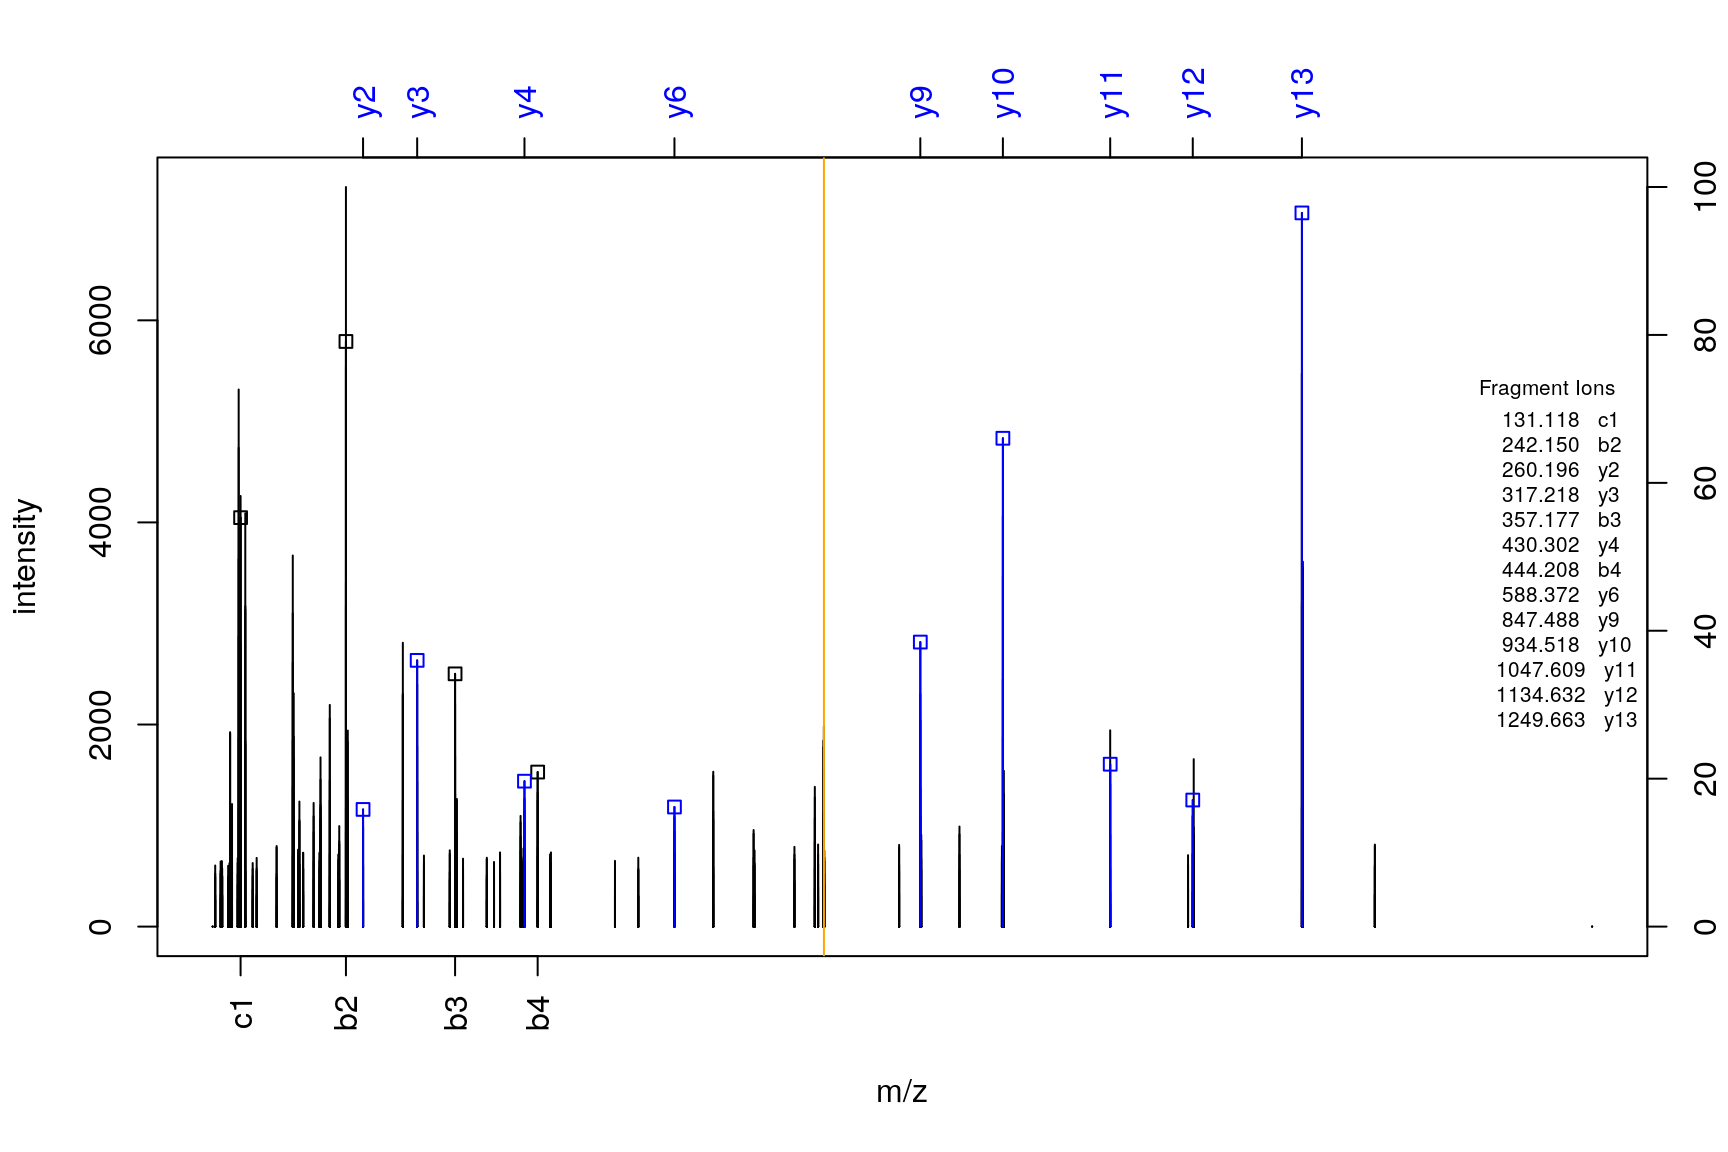 y2 y3 y4 y6 y9 y10 y11 y12 y13
100
80
60
40
20
0
6000
4000
2000
0
intensity
Fragment Ions
131.118 c1
242.150 b2
260.196 y2
317.218 y3
357.177 b3
430.302 y4
444.208 b4
588.372 y6
847.488 y9
934.518 y10
1047.609 y11
1134.632 y12
1249.663 y13
c1 b2 b3 b4
m/z